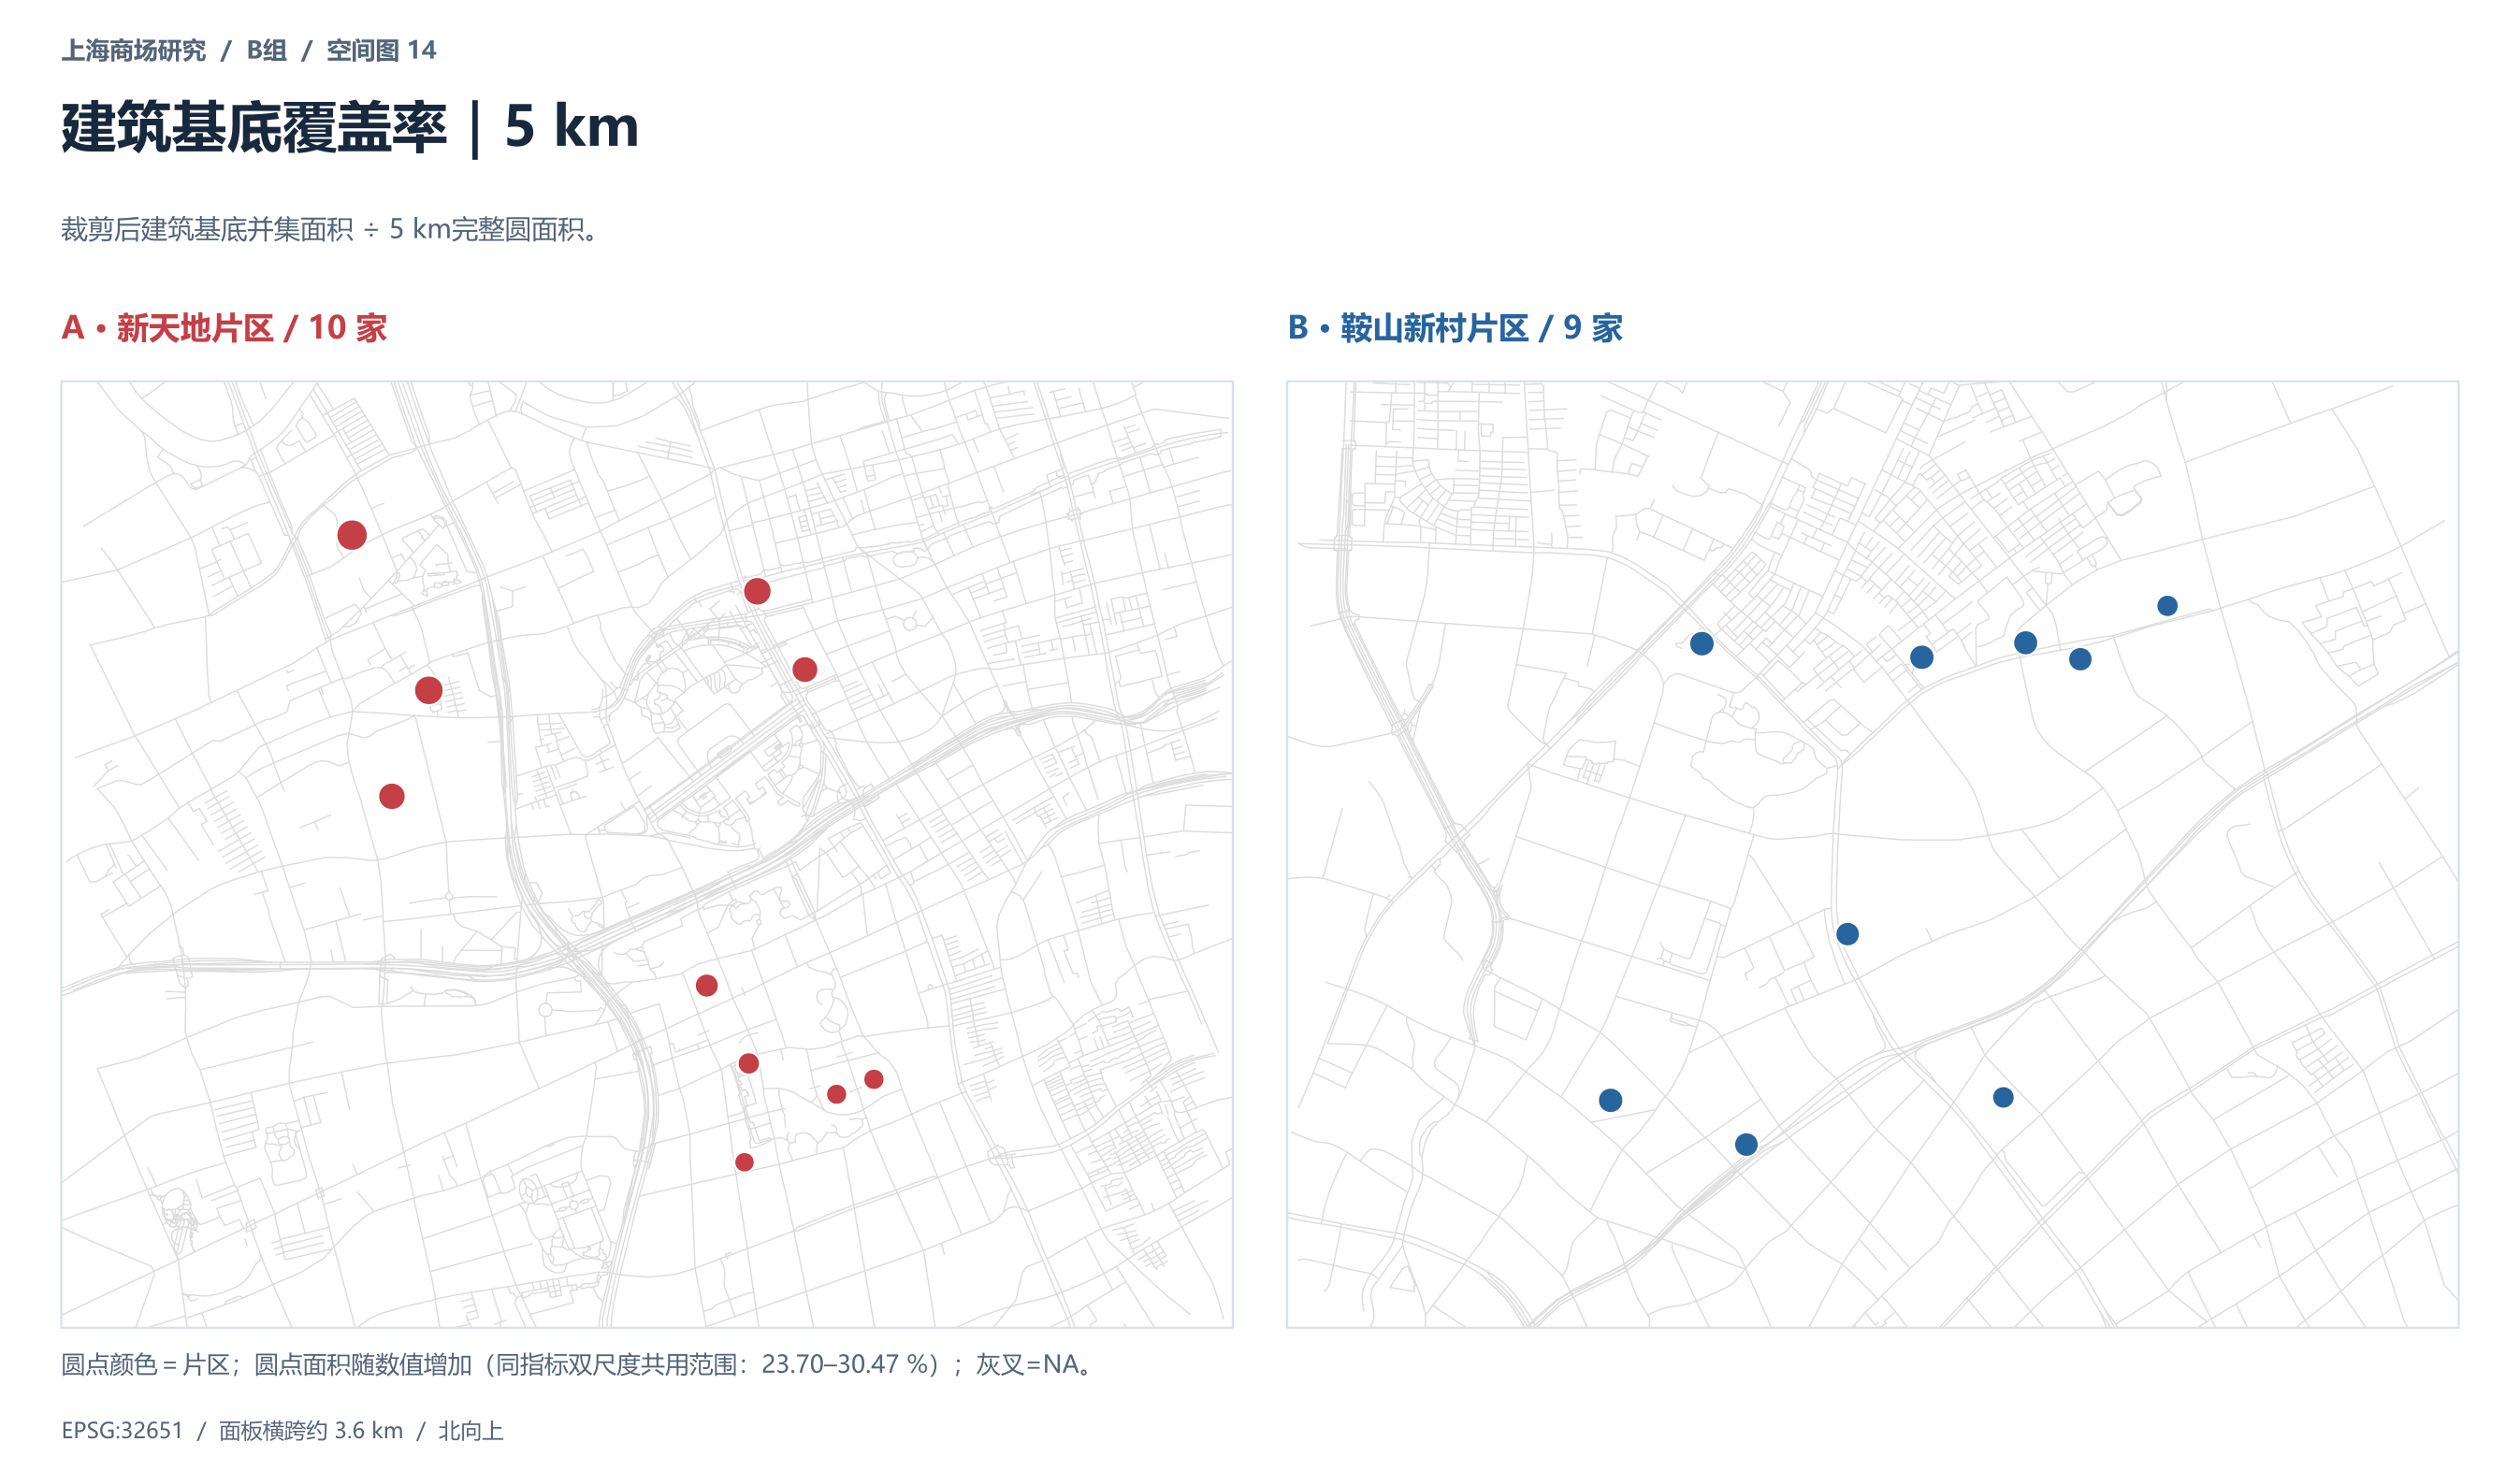 上海商场研究 / B组 / 空间图 14
建筑基底覆盖率 | 5 km
裁剪后建筑基底并集面积 ÷ 5 km完整圆面积。
A · 新天地片区 / 10 家
B · 鞍山新村片区 / 9 家
圆点颜色 = 片区；圆点面积随数值增加（同指标双尺度共用范围：23.70–30.47 %）；灰叉=NA。
EPSG:32651 / 面板横跨约 3.6 km / 北向上